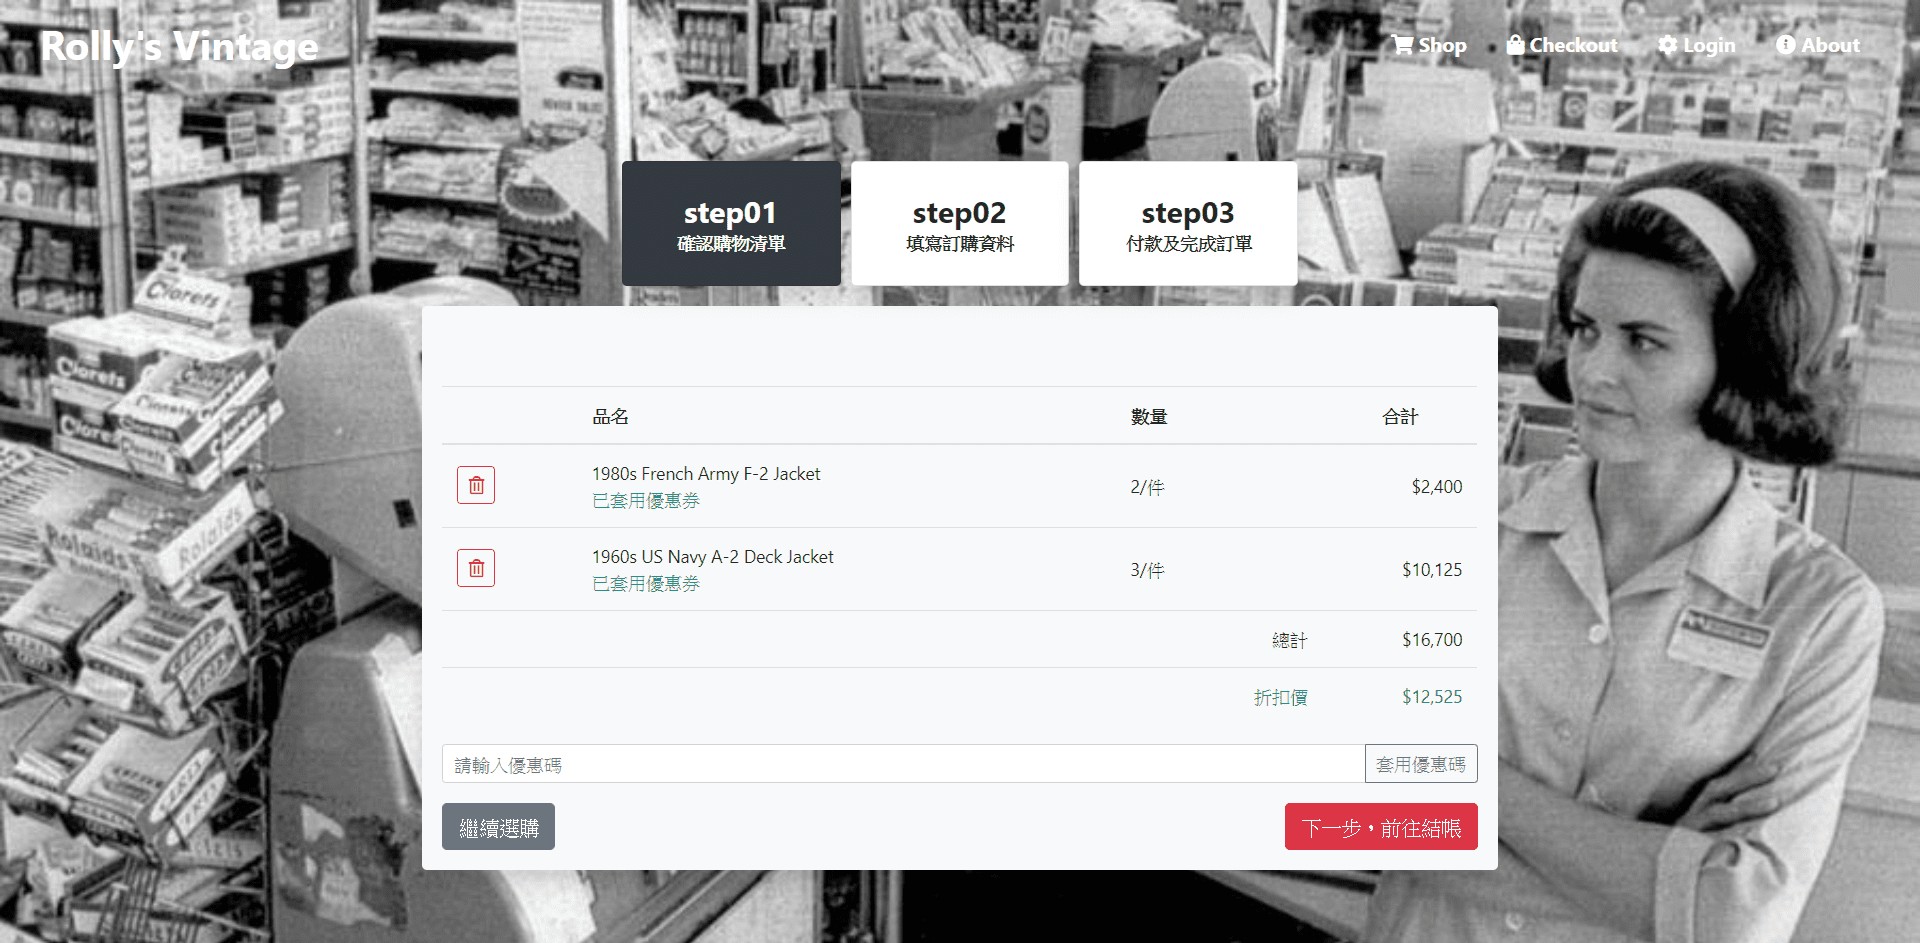 Rolly's Vintage
Shop
Checkout
Login
About
step01
確認購物清單
step02
填寫訂購資料
step03
付款及完成訂單
品名 數量 合計
1980s French Army F-2 Jacket
已套用優惠券
2/件
$2,400
1960s US Navy A-2 Deck Jacket
已套用優惠券
3/件
$10,125
總計 $16,700
折扣價 $12,525
請輸入優惠碼
套用優惠碼
繼續選購
下一步，前往結帳
Clorets
Clorets
Clorets
Rolaids
Rolaids